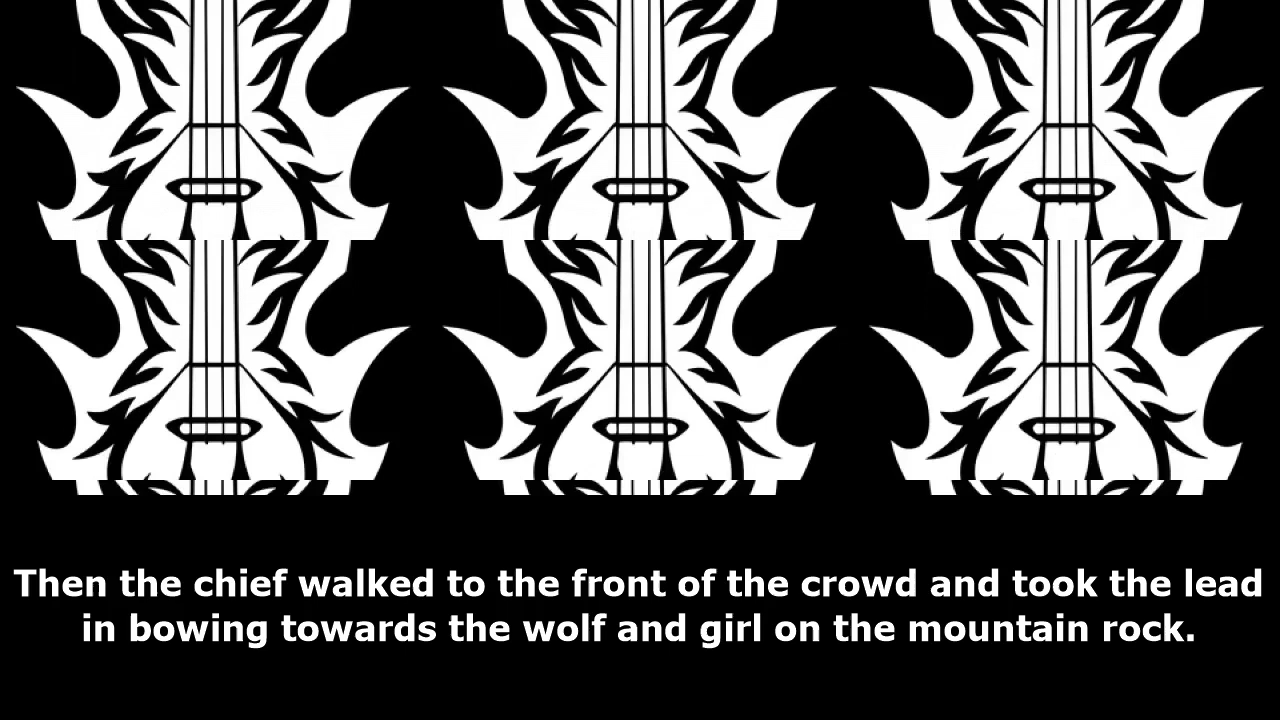 Then the chief walked to the front of the crowd and took the lead
in bowing towards the wolf and girl on the mountain rock.